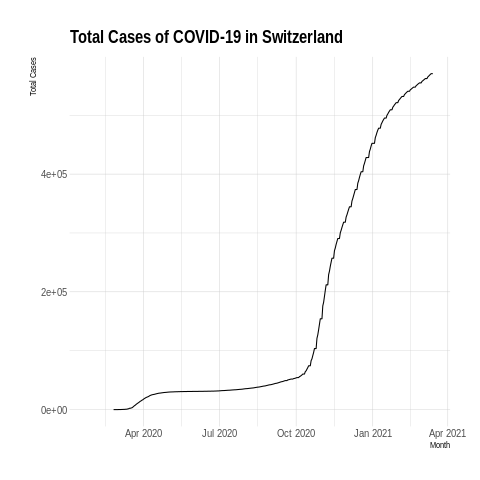 Total Cases of COVID-19 in Switzerland
Total Cases
4e+05
2e+05
0e+00
Apr 2020 Jul 2020 Oct 2020 Jan 2021 Apr 2021
Month